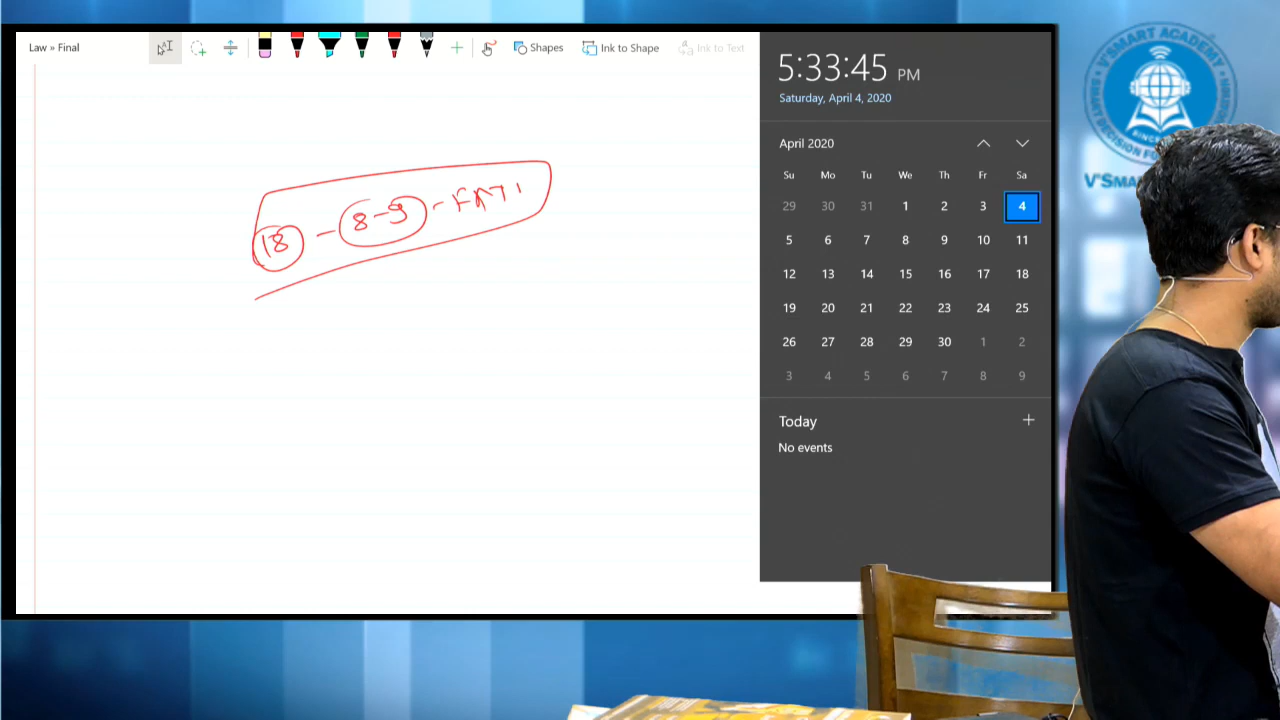 Law » Final
Shapes
Ink to Shape
Ink to Text
18 - 8-9 -
5:33:45 PM
Saturday, April 4, 2020
April 2020
Su Mo Tu We Th Fr Sa
29 30 31 1 2 3 4
5 6 7 8 9 10 11
12 13 14 15 16 17 18
19 20 21 22 23 24 25
26 27 28 29 30 1 2
3 4 5 6 7 8 9
Today
No events
V'SMART ACADEMY
V'Sma